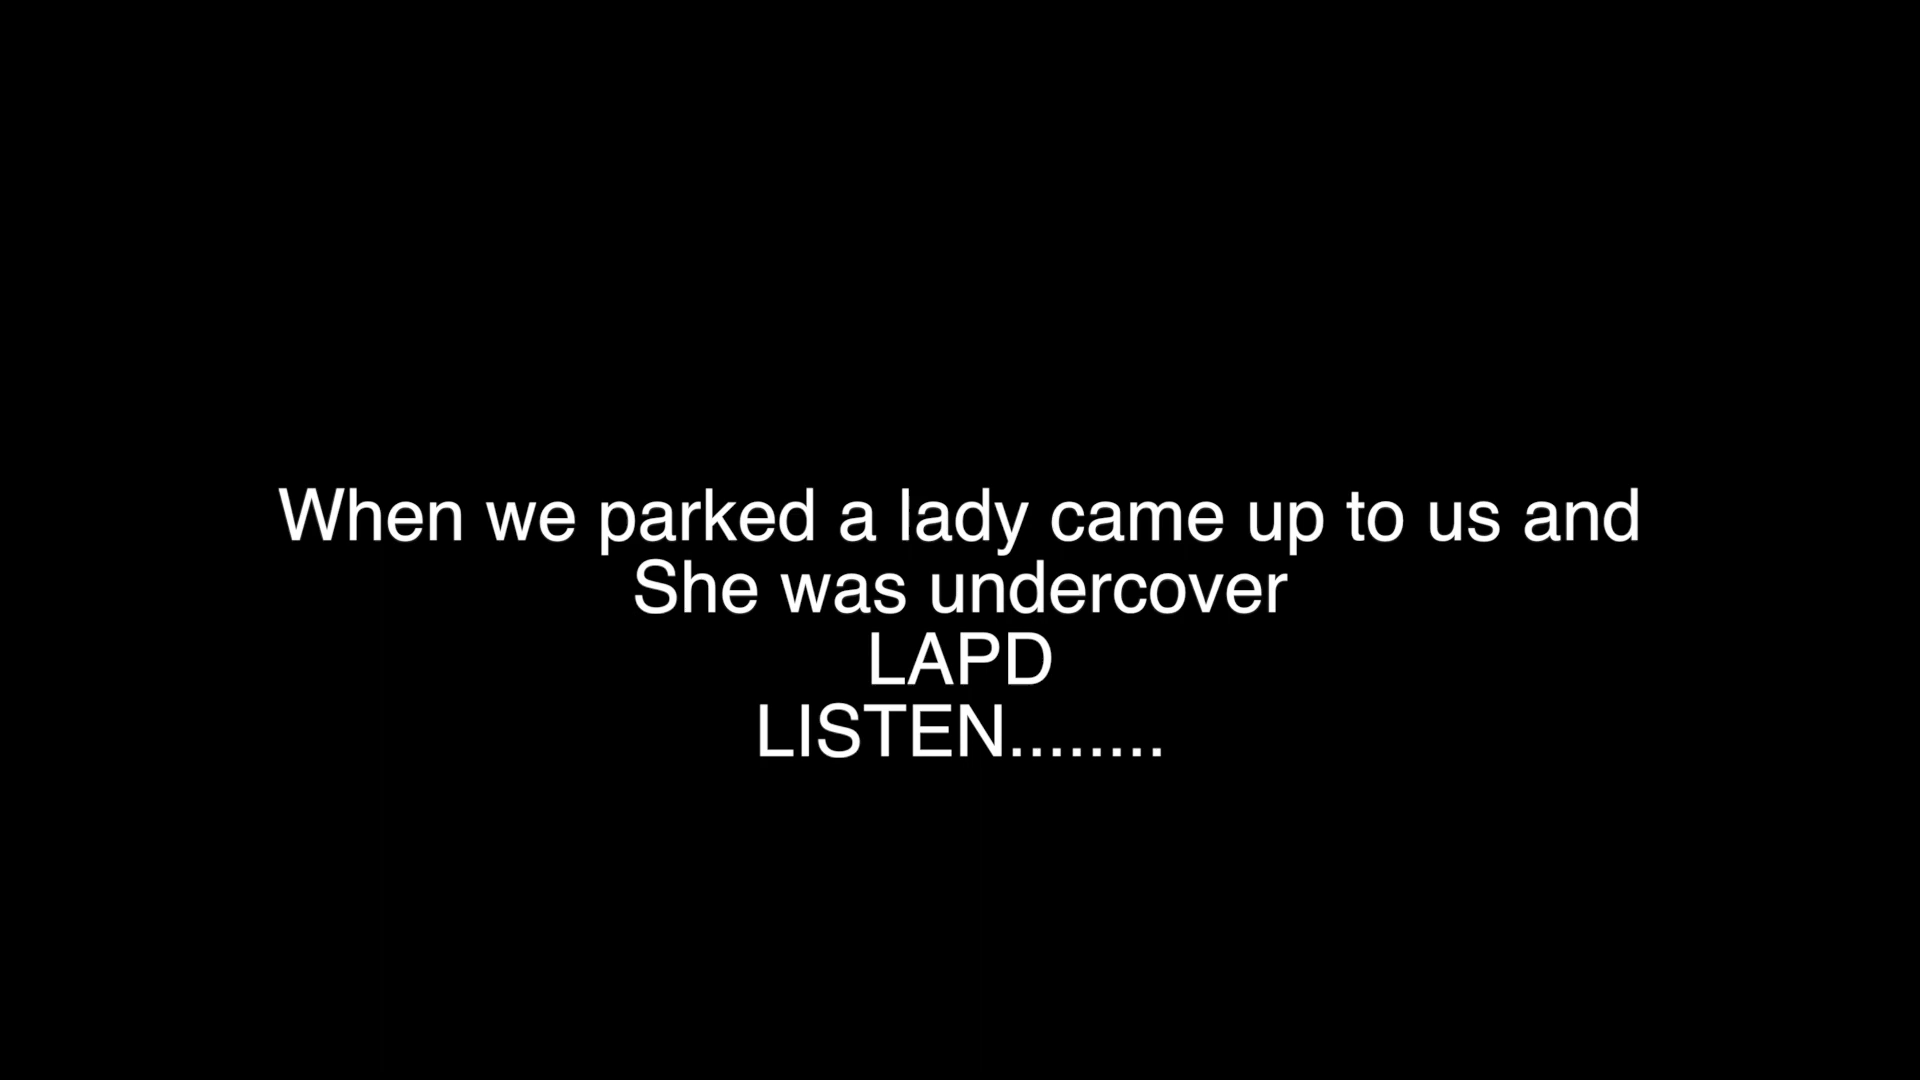 When we parked a lady came up to us and
She was undercover
LAPD
LISTEN........